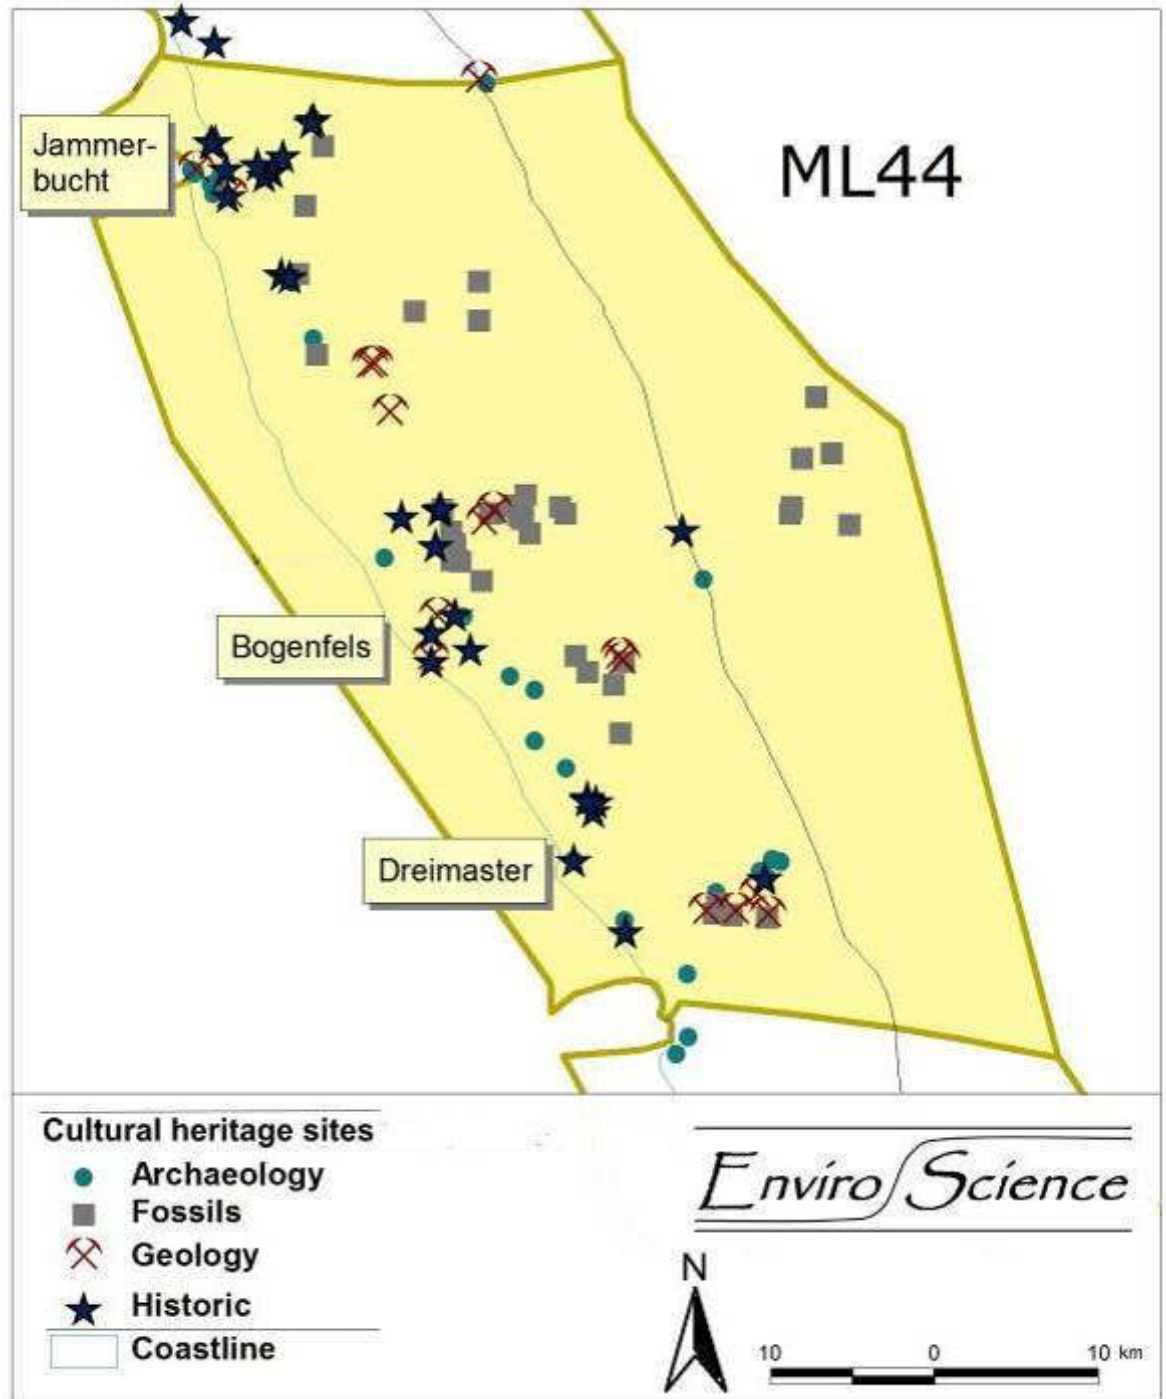 ML44
Jammer-
bucht
Bogenfels
Dreimaster
Cultural heritage sites
Archaeology
Fossils
Geology
Historic
Coastline
Enviro Science
N
10 0 10 km